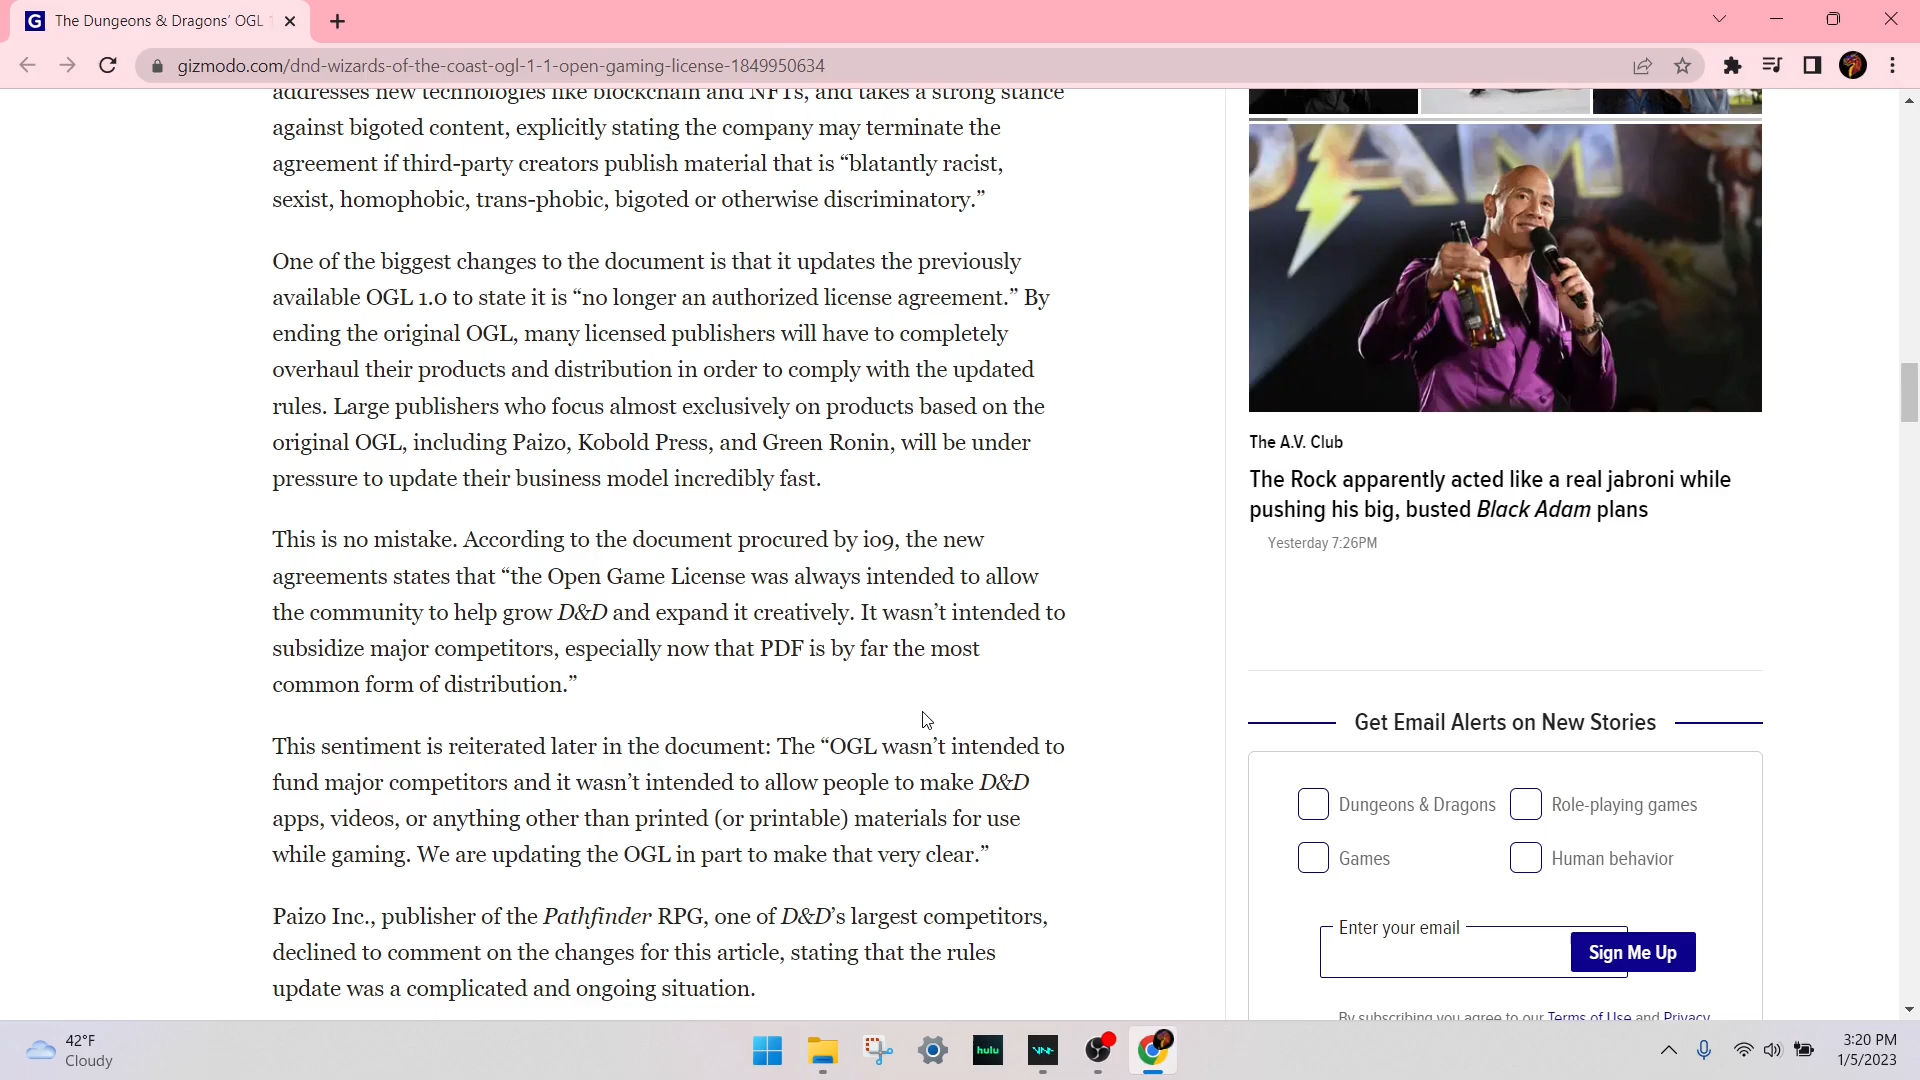 The Dungeons & Dragons' OGL
gizmodo.com/dnd-wizards-of-the-coast-ogl-1-1-open-gaming-license-1849950634
addresses new technologies like blockchain and NFTs, and takes a strong stance
against bigoted content, explicitly stating the company may terminate the
agreement if third-party creators publish material that is “blatantly racist,
sexist, homophobic, trans-phobic, bigoted or otherwise discriminatory.”
One of the biggest changes to the document is that it updates the previously
available OGL 1.0 to state it is “no longer an authorized license agreement.” By
ending the original OGL, many licensed publishers will have to completely
overhaul their products and distribution in order to comply with the updated
rules. Large publishers who focus almost exclusively on products based on the
original OGL, including Paizo, Kobold Press, and Green Ronin, will be under
pressure to update their business model incredibly fast.
This is no mistake. According to the document procured by io9, the new
agreements states that “the Open Game License was always intended to allow
the community to help grow D&D and expand it creatively. It wasn’t intended to
subsidize major competitors, especially now that PDF is by far the most
common form of distribution.”
This sentiment is reiterated later in the document: The “OGL wasn’t intended to
fund major competitors and it wasn’t intended to allow people to make D&D
apps, videos, or anything other than printed (or printable) materials for use
while gaming. We are updating the OGL in part to make that very clear.”
Paizo Inc., publisher of the Pathfinder RPG, one of D&D’s largest competitors,
declined to comment on the changes for this article, stating that the rules
update was a complicated and ongoing situation.
DAM
The A.V. Club
The Rock apparently acted like a real jabroni while
pushing his big, busted Black Adam plans
Yesterday 7:26PM
Get Email Alerts on New Stories
Dungeons & Dragons
Role-playing games
Games
Human behavior
Enter your email
Sign Me Up
By subscribing you agree to our Terms of Use and Privacy
42°F
Cloudy
hulu
3:20 PM
1/5/2023